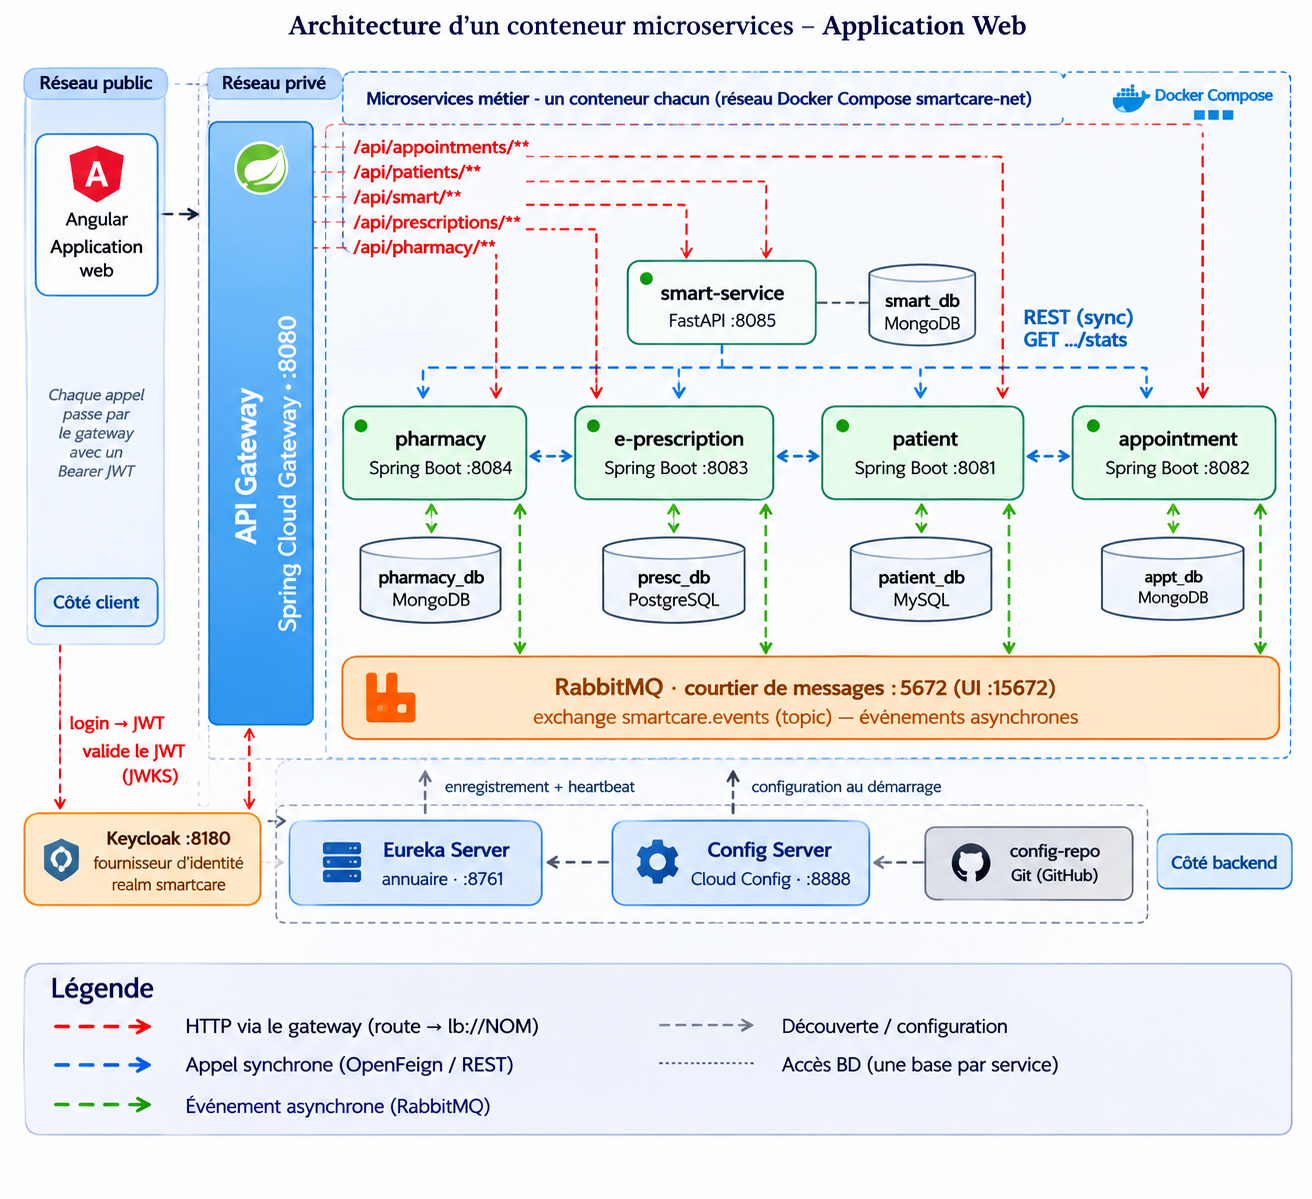 Architecture d'un conteneur microservices – Application Web
Réseau public
Réseau privé
Microservices métier - un conteneur chacun (réseau Docker Compose smartcare-net)
Docker Compose
A
Angular
Application
web
Chaque appel
passe par
le gateway
avec un
Bearer JWT
Côté client
API Gateway
Spring Cloud Gateway • :8080
/api/appointments/**
/api/patients/**
/api/smart/**
/api/prescriptions/**
/api/pharmacy/**
smart-service
FastAPI :8085
smart_db
MongoDB
REST (sync)
GET .../stats
pharmacy
Spring Boot :8084
e-prescription
Spring Boot :8083
patient
Spring Boot :8081
appointment
Spring Boot :8082
pharmacy_db
MongoDB
presc_db
PostgreSQL
patient_db
MySQL
appt_db
MongoDB
RabbitMQ · courtier de messages : 5672 (UI :15672)
exchange smartcare.events (topic) — événements asynchrones
login → JWT
valide le JWT
(JWKS)
enregistrement + heartbeat
configuration au démarrage
Keycloak :8180
fournisseur d'identité
realm smartcare
Eureka Server
annuaire · :8761
Config Server
Cloud Config · :8888
config-repo
Git (GitHub)
Côté backend
Légende
HTTP via le gateway (route → lb://NOM)
Appel synchrone (OpenFeign / REST)
Événement asynchrone (RabbitMQ)
Découverte / configuration
Accès BD (une base par service)